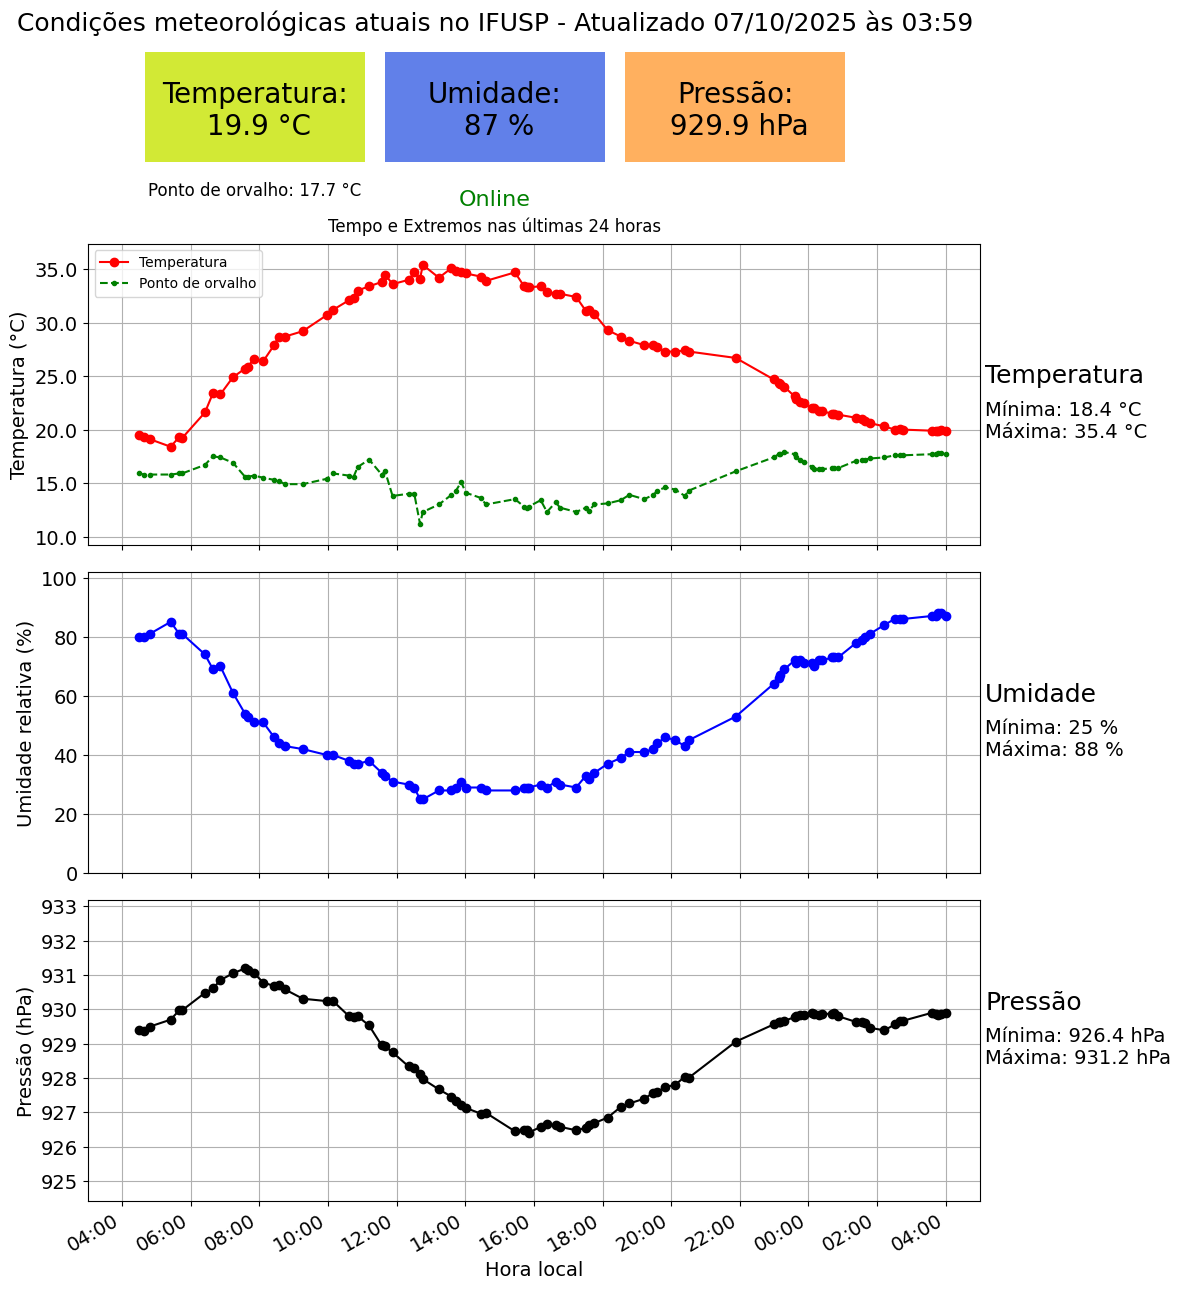 Condições meteorológicas atuais no IFUSP - Atualizado 07/10/2025 às 03:59
Temperatura:
19.9 °C
Umidade:
87 %
Pressão:
929.9 hPa
Ponto de orvalho: 17.7 °C
Online
Tempo e Extremos nas últimas 24 horas
Temperatura (°C)
35.0
30.0
25.0
20.0
15.0
10.0
Temperatura
Ponto de orvalho
Temperatura
Mínima: 18.4 °C
Máxima: 35.4 °C
Umidade relativa (%)
100
80
60
40
20
0
Umidade
Mínima: 25 %
Máxima: 88 %
Pressão (hPa)
933
932
931
930
929
928
927
926
925
Pressão
Mínima: 926.4 hPa
Máxima: 931.2 hPa
04:00
06:00
08:00
10:00
12:00
14:00
16:00
18:00
20:00
22:00
00:00
02:00
04:00
Hora local